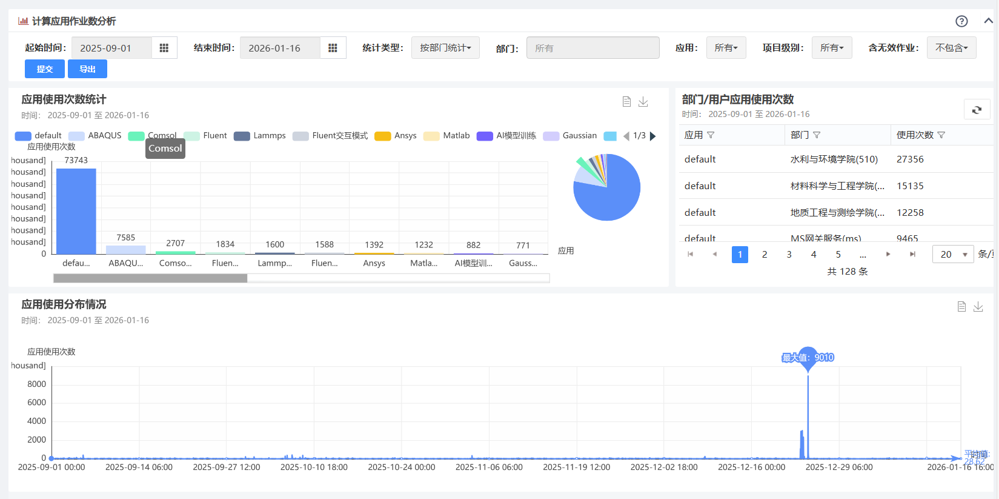 计算应用作业数分析
起始时间： 2025-09-01 结束时间： 2026-01-16 统计类型： 按部门统计 部门： 所有 应用： 所有 项目级别： 所有 含无效作业： 不包含
提交 导出
应用使用次数统计
时间： 2025-09-01 至 2026-01-16
default ABAQUS Comsol Fluent Lammps Fluent交互模式 Ansys Matlab AI模型训练 Gaussian 1/3
应用使用次数
Comsol
housand]
housand]
housand]
housand]
housand]
housand]
housand]
housand]
0
73743 7585 2707 1834 1600 1588 1392 1232 882 771
应用
defau... ABAQU... Comso... Fluen... Lammp... Fluen... Ansys Matla... AI模型训... Gauss...
部门/用户应用使用次数
时间： 2025-09-01 至 2026-01-16
应用 部门 使用次数
default 水利与环境学院(510) 27356
default 材料科学与工程学院(... 15135
default 地质工程与测绘学院(... 12258
default MS网关服务(ms) 9465
1 2 3 4 5 ... 20 条/
共 128 条
应用使用分布情况
时间： 2025-09-01 至 2026-01-16
应用使用次数
最大值：9010
housand]
8000
6000
4000
2000
0
平均值:
28.62
时间
2025-09-01 00:00 2025-09-14 06:00 2025-09-27 12:00 2025-10-10 18:00 2025-10-24 00:00 2025-11-06 06:00 2025-11-19 12:00 2025-12-02 18:00 2025-12-16 00:00 2025-12-29 06:00 2026-01-16 16:00